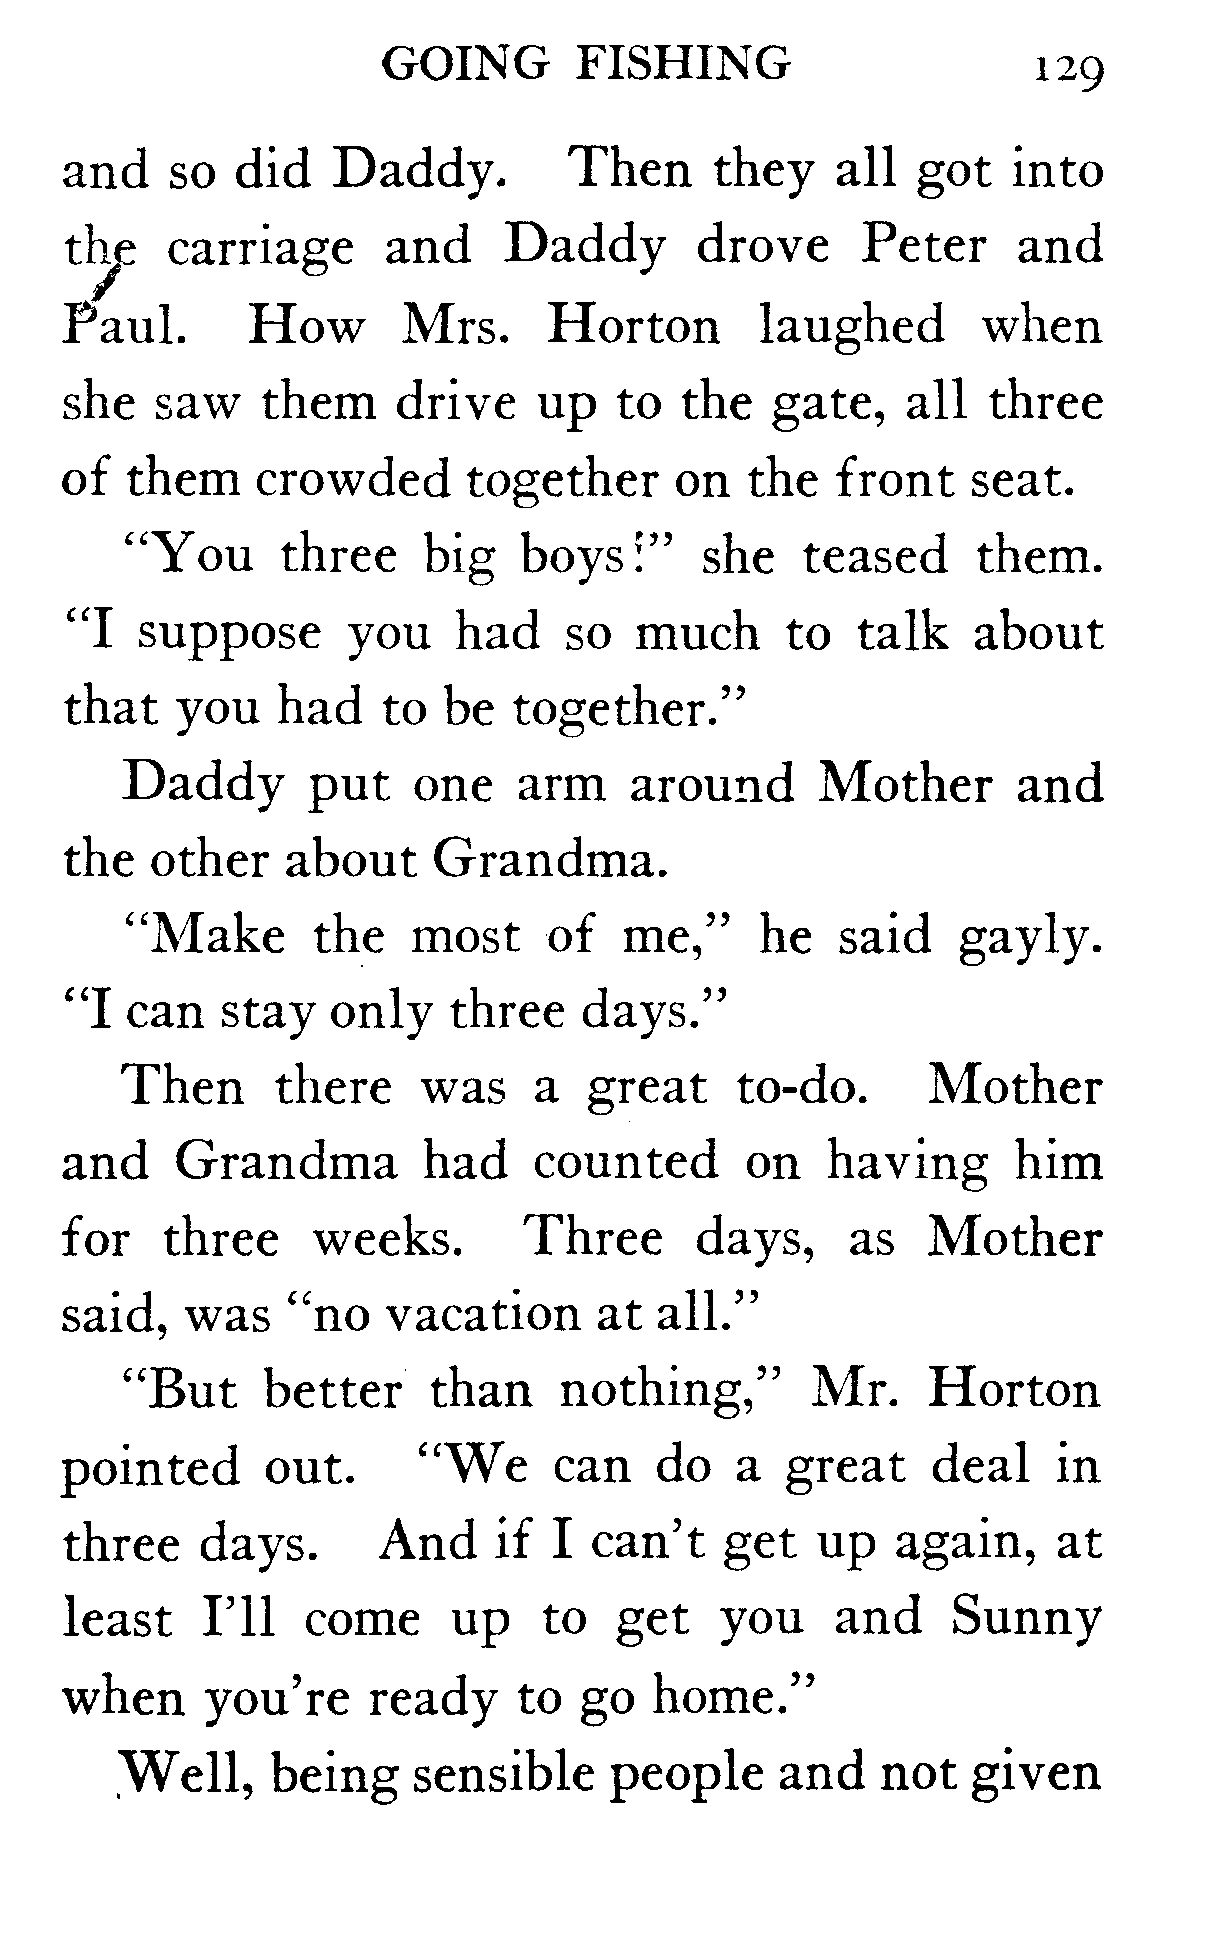 GOING FISHING 129
and so did Daddy. Then they all got into
the carriage and Daddy drove Peter and
Paul. How Mrs. Horton laughed when
she saw them drive up to the gate, all three
of them crowded together on the front seat.
“You three big boys!” she teased them.
“I suppose you had so much to talk about
that you had to be together.”
Daddy put one arm around Mother and
the other about Grandma.
“Make the most of me,” he said gayly.
“I can stay only three days.”
Then there was a great to-do. Mother
and Grandma had counted on having him
for three weeks. Three days, as Mother
said, was “no vacation at all.”
“But better than nothing,” Mr. Horton
pointed out. “We can do a great deal in
three days. And if I can’t get up again, at
least I’ll come up to get you and Sunny
when you’re ready to go home.”
Well, being sensible people and not given